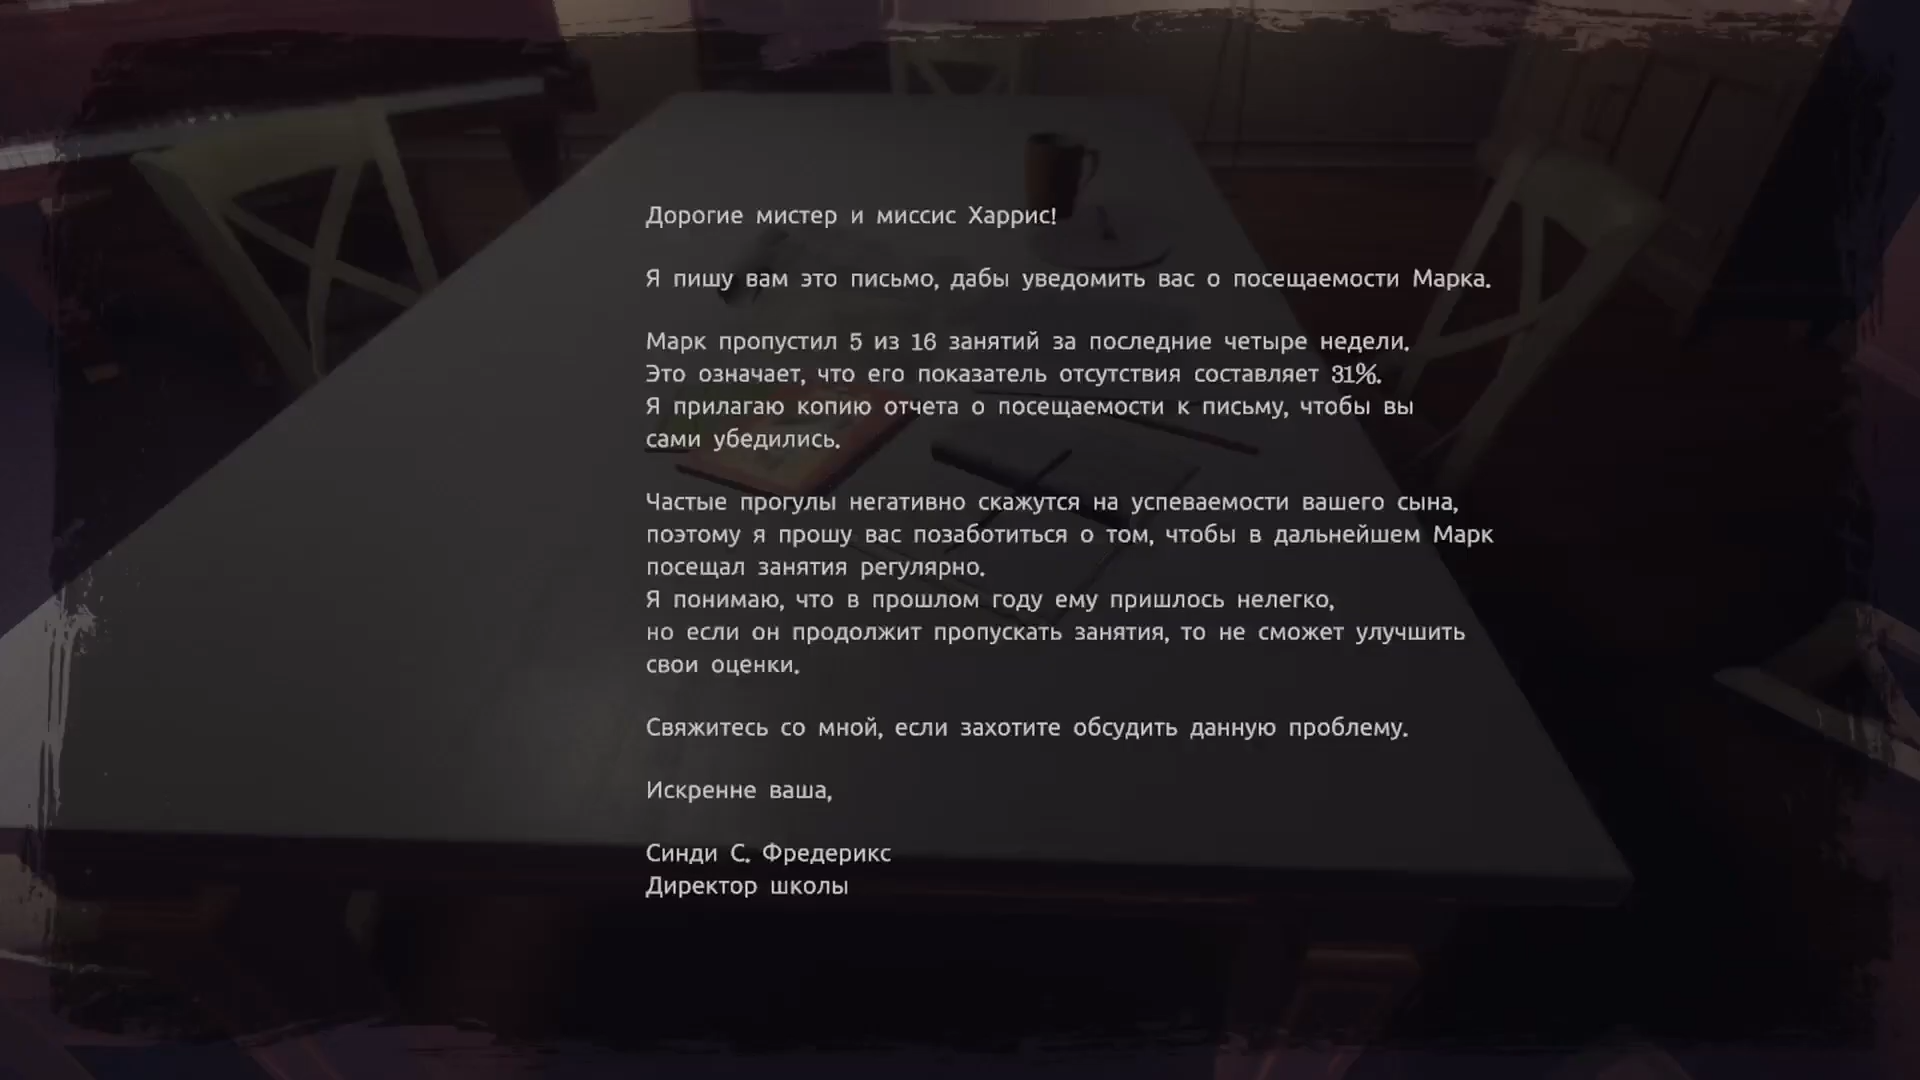 Дорогие мистер и миссис Харрис!
Я пишу вам это письмо, дабы уведомить вас о посещаемости Марка.
Марк пропустил 5 из 16 занятий за последние четыре недели.
Это означает, что его показатель отсутствия составляет 31%.
Я прилагаю копию отчета о посещаемости к письму, чтобы вы
сами убедились.
Частые прогулы негативно скажутся на успеваемости вашего сына,
поэтому я прошу вас позаботиться о том, чтобы в дальнейшем Марк
посещал занятия регулярно.
Я понимаю, что в прошлом году ему пришлось нелегко,
но если он продолжит пропускать занятия, то не сможет улучшить
свои оценки.
Свяжитесь со мной, если захотите обсудить данную проблему.
Искренне ваша,
Синди С. Фредерикс
Директор школы